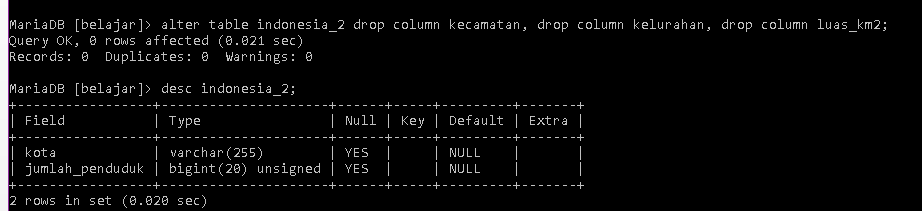 MariaDB [belajar]> alter table indonesia_2 drop column kecamatan, drop column kelurahan, drop column luas_km2;
Query OK, 0 rows affected (0.021 sec)
Records: 0  Duplicates: 0  Warnings: 0

MariaDB [belajar]> desc indonesia_2;
+-----------------+---------------------+------+-----+---------+-------+
| Field           | Type                | Null | Key | Default | Extra |
+-----------------+---------------------+------+-----+---------+-------+
| kota            | varchar(255)        | YES  |     | NULL    |       |
| jumlah_penduduk | bigint(20) unsigned | YES  |     | NULL    |       |
+-----------------+---------------------+------+-----+---------+-------+
2 rows in set (0.020 sec)